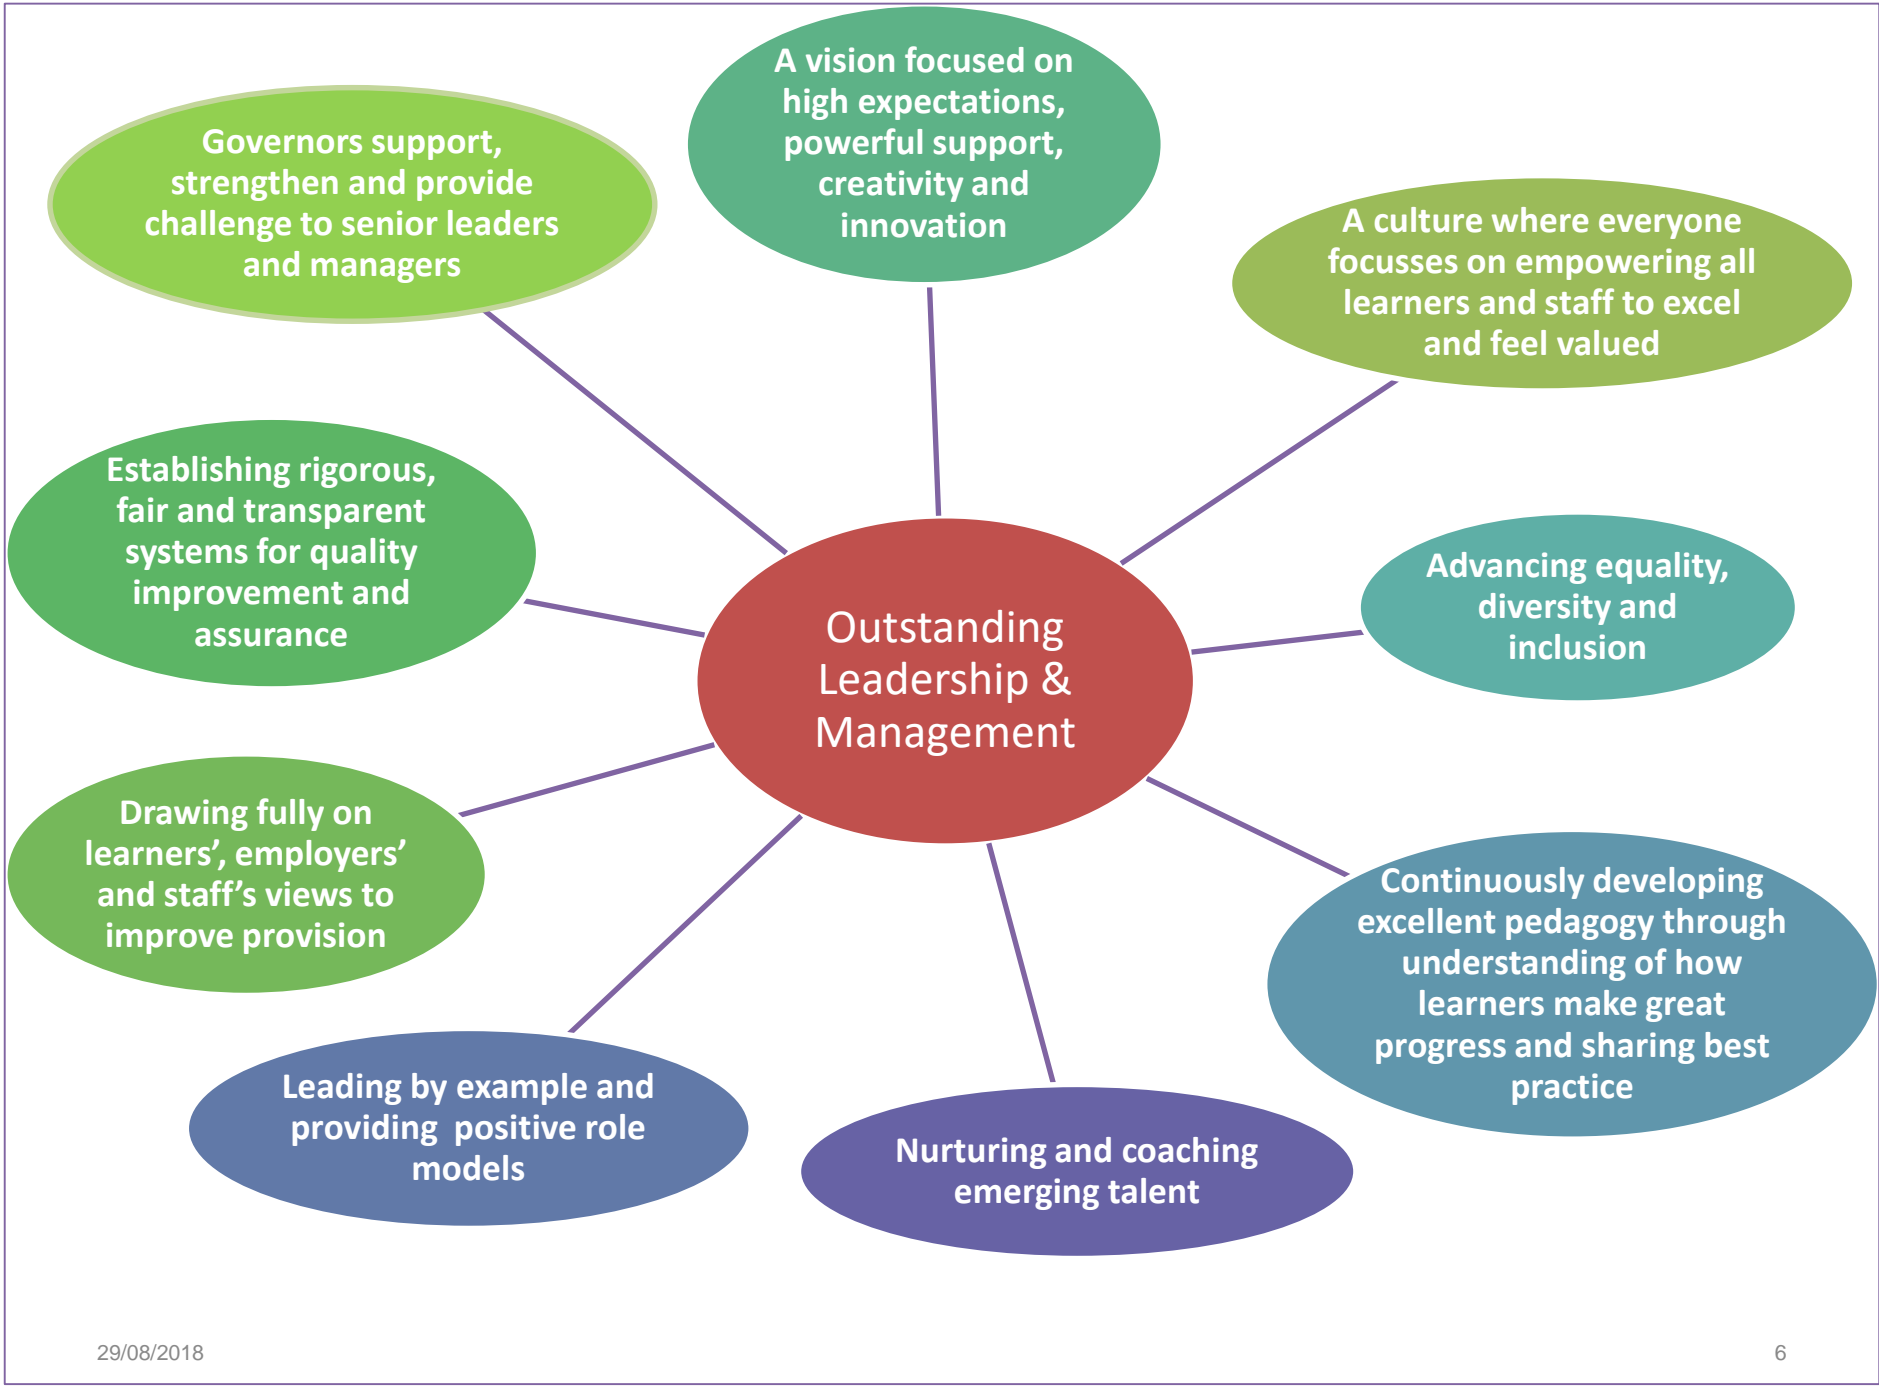 A vision focused on
high expectations,
powerful support,
creativity and
innovation
Governors support,
strengthen and provide
challenge to senior leaders
and managers
A culture where everyone
focusses on empowering all
learners and staff to excel
and feel valued
Establishing rigorous,
fair and transparent
systems for quality
improvement and
assurance
Advancing equality,
diversity and
inclusion
Outstanding
Leadership &
Management
Drawing fully on
learners’, employers’
and staff’s views to
improve provision
Continuously developing
excellent pedagogy through
understanding of how
learners make great
progress and sharing best
practice
Leading by example and
providing  positive role
models
Nurturing and coaching
emerging talent
29/08/2018
6